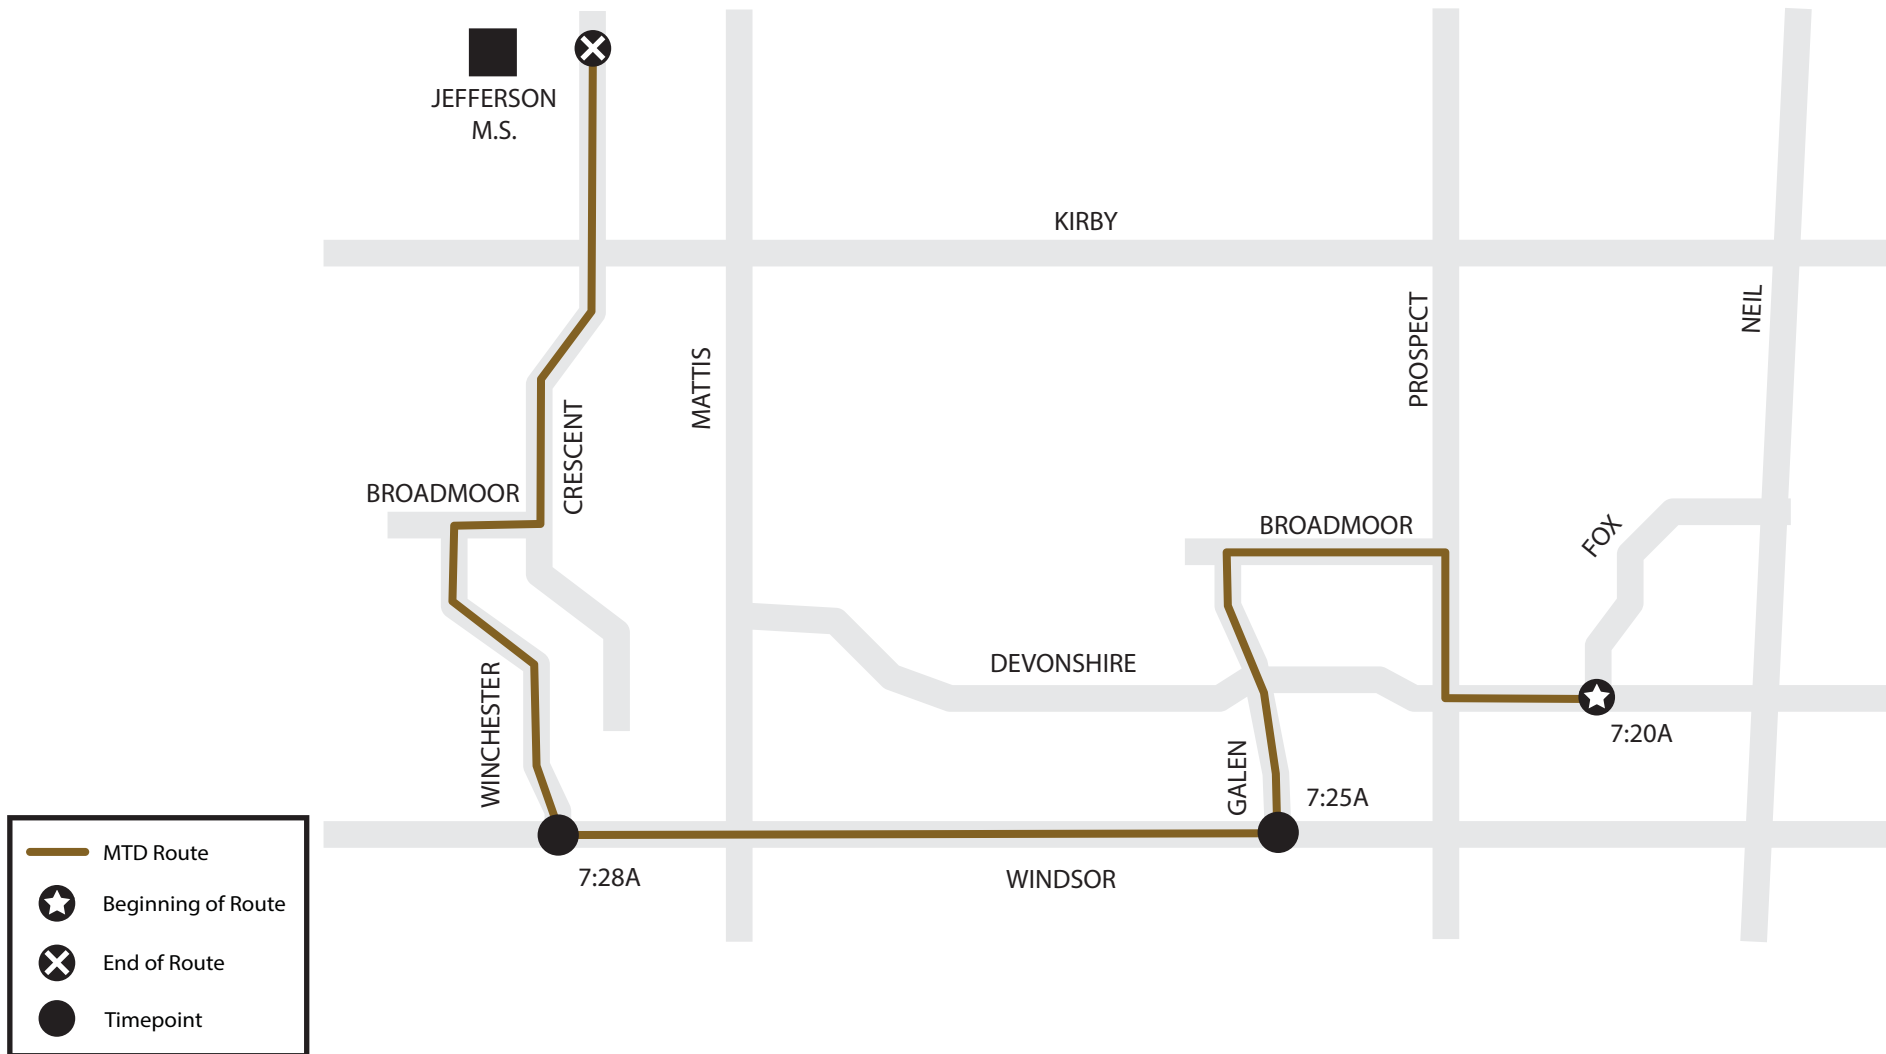 JEFFERSON
M.S.
KIRBY
NEIL
PROSPECT
MATTIS
CRESCENT
BROADMOOR
BROADMOOR
FOX
DEVONSHIRE
WINCHESTER
7:20A
GALEN
7:25A
7:28A
WINDSOR
MTD Route
Beginning of Route
End of Route
Timepoint